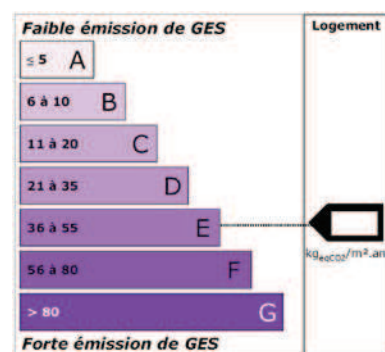 Faible émission de GES
Logement
≤ 5 A
6 à 10 B
11 à 20 C
21 à 35 D
36 à 55 E
kgeqCO2/m².an
56 à 80 F
> 80 G
Forte émission de GES